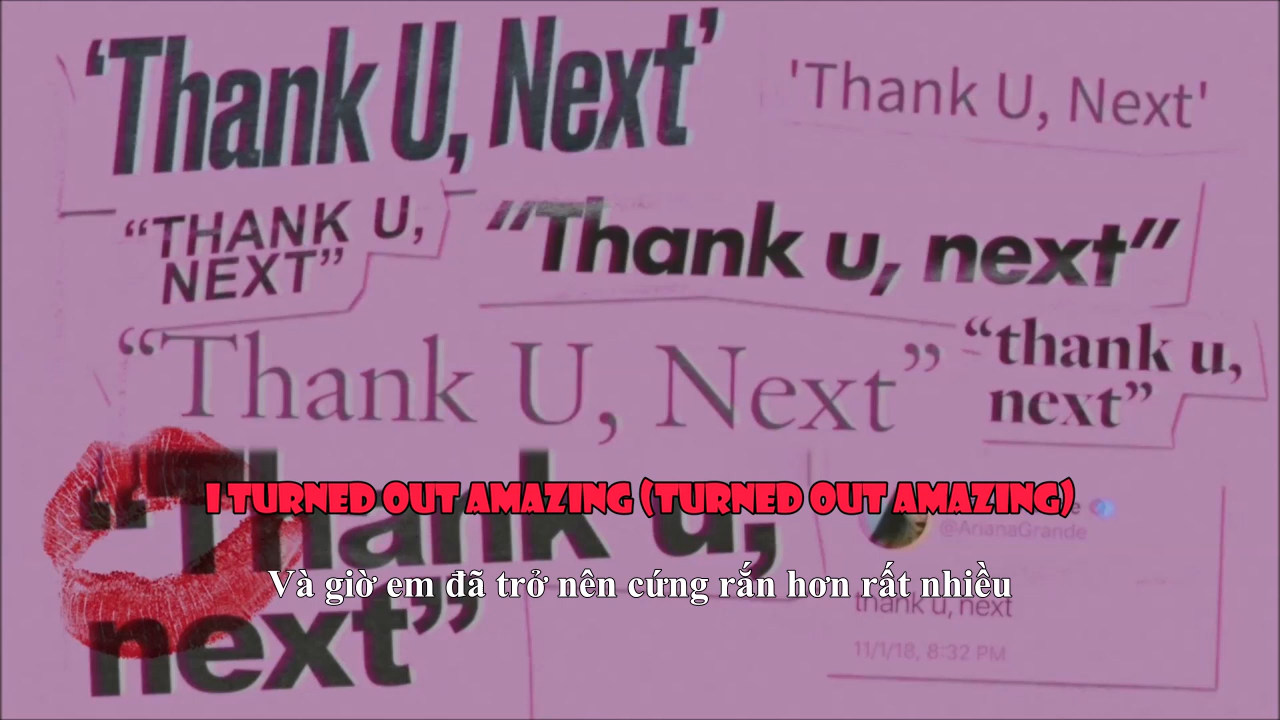 ‘Thank U, Next’
'Thank U, Next'
“THANK U,
NEXT”
“Thank u, next”
“Thank U, Next”
“thank u,
next”
“Thank u,
next”
I TURNED OUT AMAZING (TURNED OUT AMAZING)
@ArianaGrande
Và giờ em đã trở nên cứng rắn hơn rất nhiều
thank u, next
11/1/18, 8:32 PM